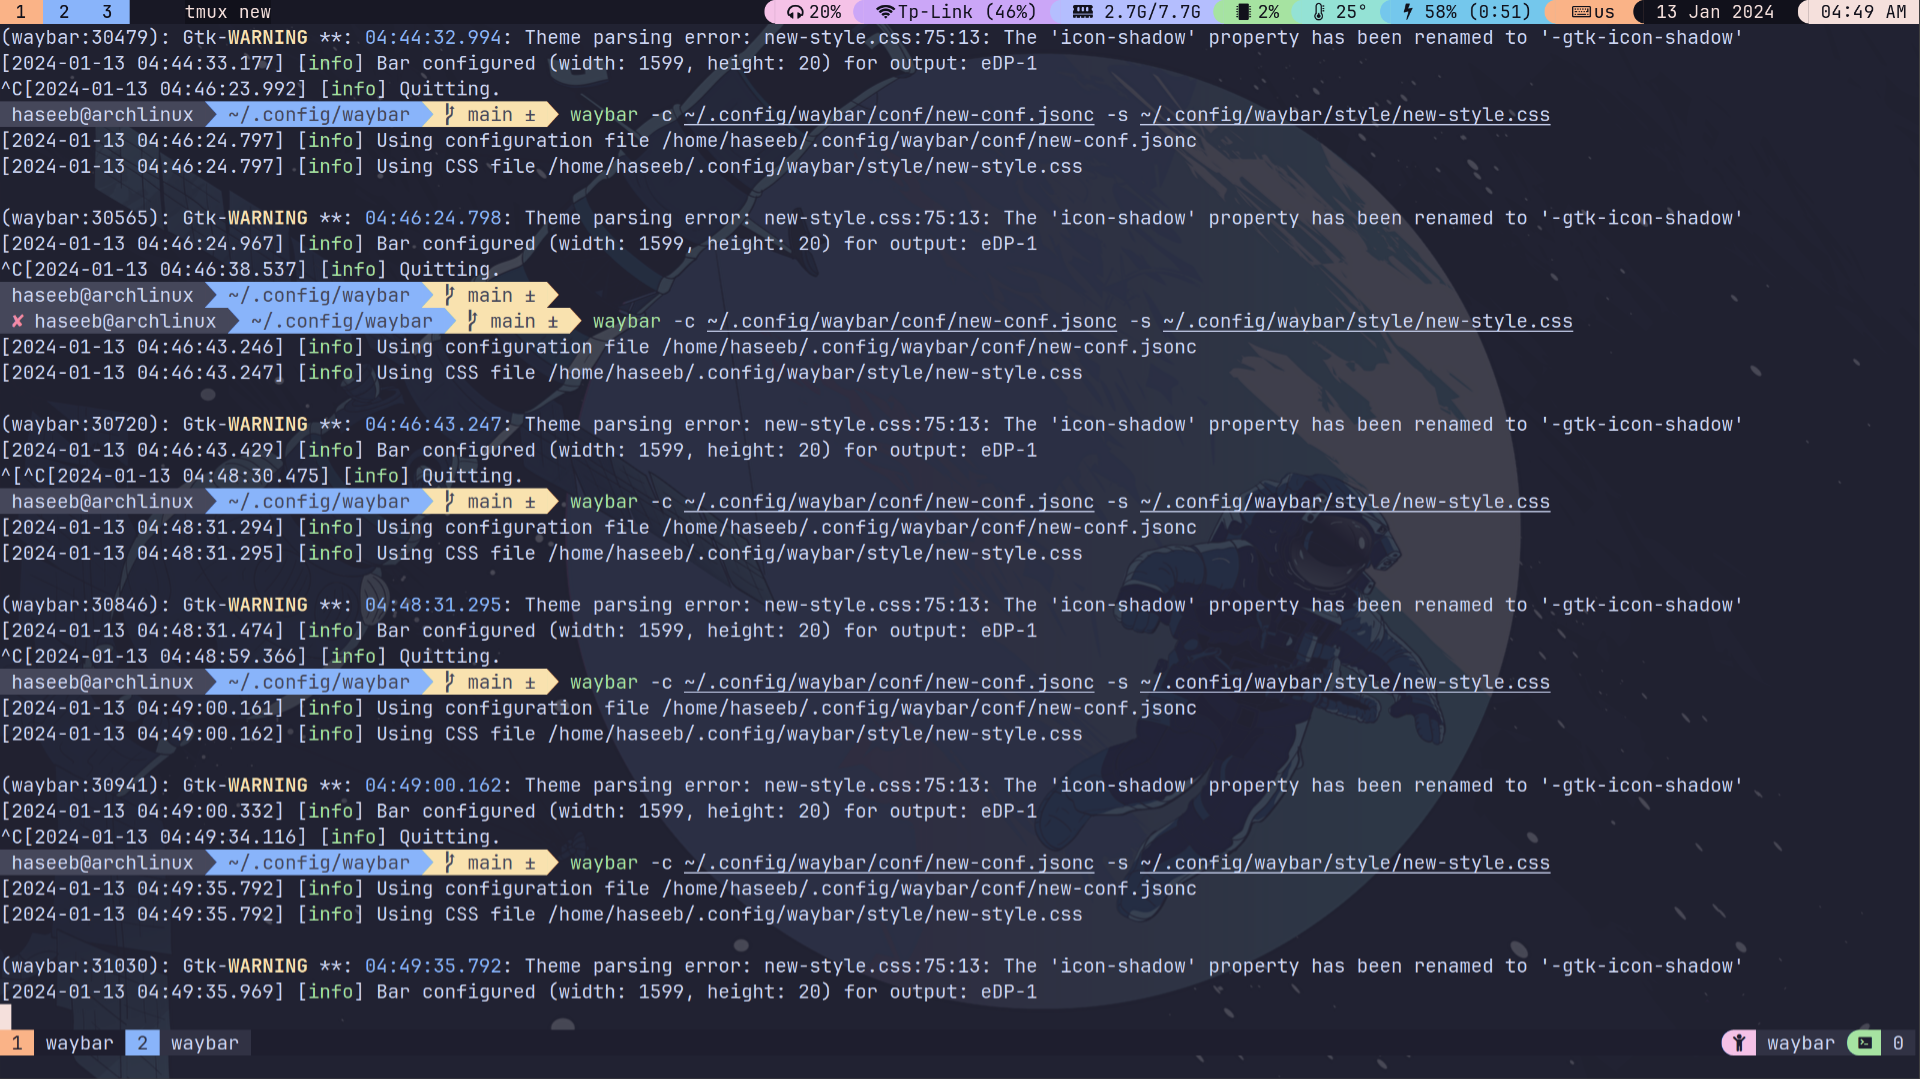 1 2 3 tmux new 20% Tp-Link (46%) 2.7G/7.7G 2% 25° 58% (0:51) us 13 Jan 2024 04:49 AM
(waybar:30479): Gtk-WARNING **: 04:44:32.994: Theme parsing error: new-style.css:75:13: The 'icon-shadow' property has been renamed to '-gtk-icon-shadow'
[2024-01-13 04:44:33.177] [info] Bar configured (width: 1599, height: 20) for output: eDP-1
^C[2024-01-13 04:46:23.992] [info] Quitting.
haseeb@archlinux ~/.config/waybar main ± waybar -c ~/.config/waybar/conf/new-conf.jsonc -s ~/.config/waybar/style/new-style.css
[2024-01-13 04:46:24.797] [info] Using configuration file /home/haseeb/.config/waybar/conf/new-conf.jsonc
[2024-01-13 04:46:24.797] [info] Using CSS file /home/haseeb/.config/waybar/style/new-style.css
(waybar:30565): Gtk-WARNING **: 04:46:24.798: Theme parsing error: new-style.css:75:13: The 'icon-shadow' property has been renamed to '-gtk-icon-shadow'
[2024-01-13 04:46:24.967] [info] Bar configured (width: 1599, height: 20) for output: eDP-1
^C[2024-01-13 04:46:38.537] [info] Quitting.
haseeb@archlinux ~/.config/waybar main ±
✘ haseeb@archlinux ~/.config/waybar main ± waybar -c ~/.config/waybar/conf/new-conf.jsonc -s ~/.config/waybar/style/new-style.css
[2024-01-13 04:46:43.246] [info] Using configuration file /home/haseeb/.config/waybar/conf/new-conf.jsonc
[2024-01-13 04:46:43.247] [info] Using CSS file /home/haseeb/.config/waybar/style/new-style.css
(waybar:30720): Gtk-WARNING **: 04:46:43.247: Theme parsing error: new-style.css:75:13: The 'icon-shadow' property has been renamed to '-gtk-icon-shadow'
[2024-01-13 04:46:43.429] [info] Bar configured (width: 1599, height: 20) for output: eDP-1
^[^C[2024-01-13 04:48:30.475] [info] Quitting.
haseeb@archlinux ~/.config/waybar main ± waybar -c ~/.config/waybar/conf/new-conf.jsonc -s ~/.config/waybar/style/new-style.css
[2024-01-13 04:48:31.294] [info] Using configuration file /home/haseeb/.config/waybar/conf/new-conf.jsonc
[2024-01-13 04:48:31.295] [info] Using CSS file /home/haseeb/.config/waybar/style/new-style.css
(waybar:30846): Gtk-WARNING **: 04:48:31.295: Theme parsing error: new-style.css:75:13: The 'icon-shadow' property has been renamed to '-gtk-icon-shadow'
[2024-01-13 04:48:31.474] [info] Bar configured (width: 1599, height: 20) for output: eDP-1
^C[2024-01-13 04:48:59.366] [info] Quitting.
haseeb@archlinux ~/.config/waybar main ± waybar -c ~/.config/waybar/conf/new-conf.jsonc -s ~/.config/waybar/style/new-style.css
[2024-01-13 04:49:00.161] [info] Using configuration file /home/haseeb/.config/waybar/conf/new-conf.jsonc
[2024-01-13 04:49:00.162] [info] Using CSS file /home/haseeb/.config/waybar/style/new-style.css
(waybar:30941): Gtk-WARNING **: 04:49:00.162: Theme parsing error: new-style.css:75:13: The 'icon-shadow' property has been renamed to '-gtk-icon-shadow'
[2024-01-13 04:49:00.332] [info] Bar configured (width: 1599, height: 20) for output: eDP-1
^C[2024-01-13 04:49:34.116] [info] Quitting.
haseeb@archlinux ~/.config/waybar main ± waybar -c ~/.config/waybar/conf/new-conf.jsonc -s ~/.config/waybar/style/new-style.css
[2024-01-13 04:49:35.792] [info] Using configuration file /home/haseeb/.config/waybar/conf/new-conf.jsonc
[2024-01-13 04:49:35.792] [info] Using CSS file /home/haseeb/.config/waybar/style/new-style.css
(waybar:31030): Gtk-WARNING **: 04:49:35.792: Theme parsing error: new-style.css:75:13: The 'icon-shadow' property has been renamed to '-gtk-icon-shadow'
[2024-01-13 04:49:35.969] [info] Bar configured (width: 1599, height: 20) for output: eDP-1
1 waybar 2 waybar waybar 0